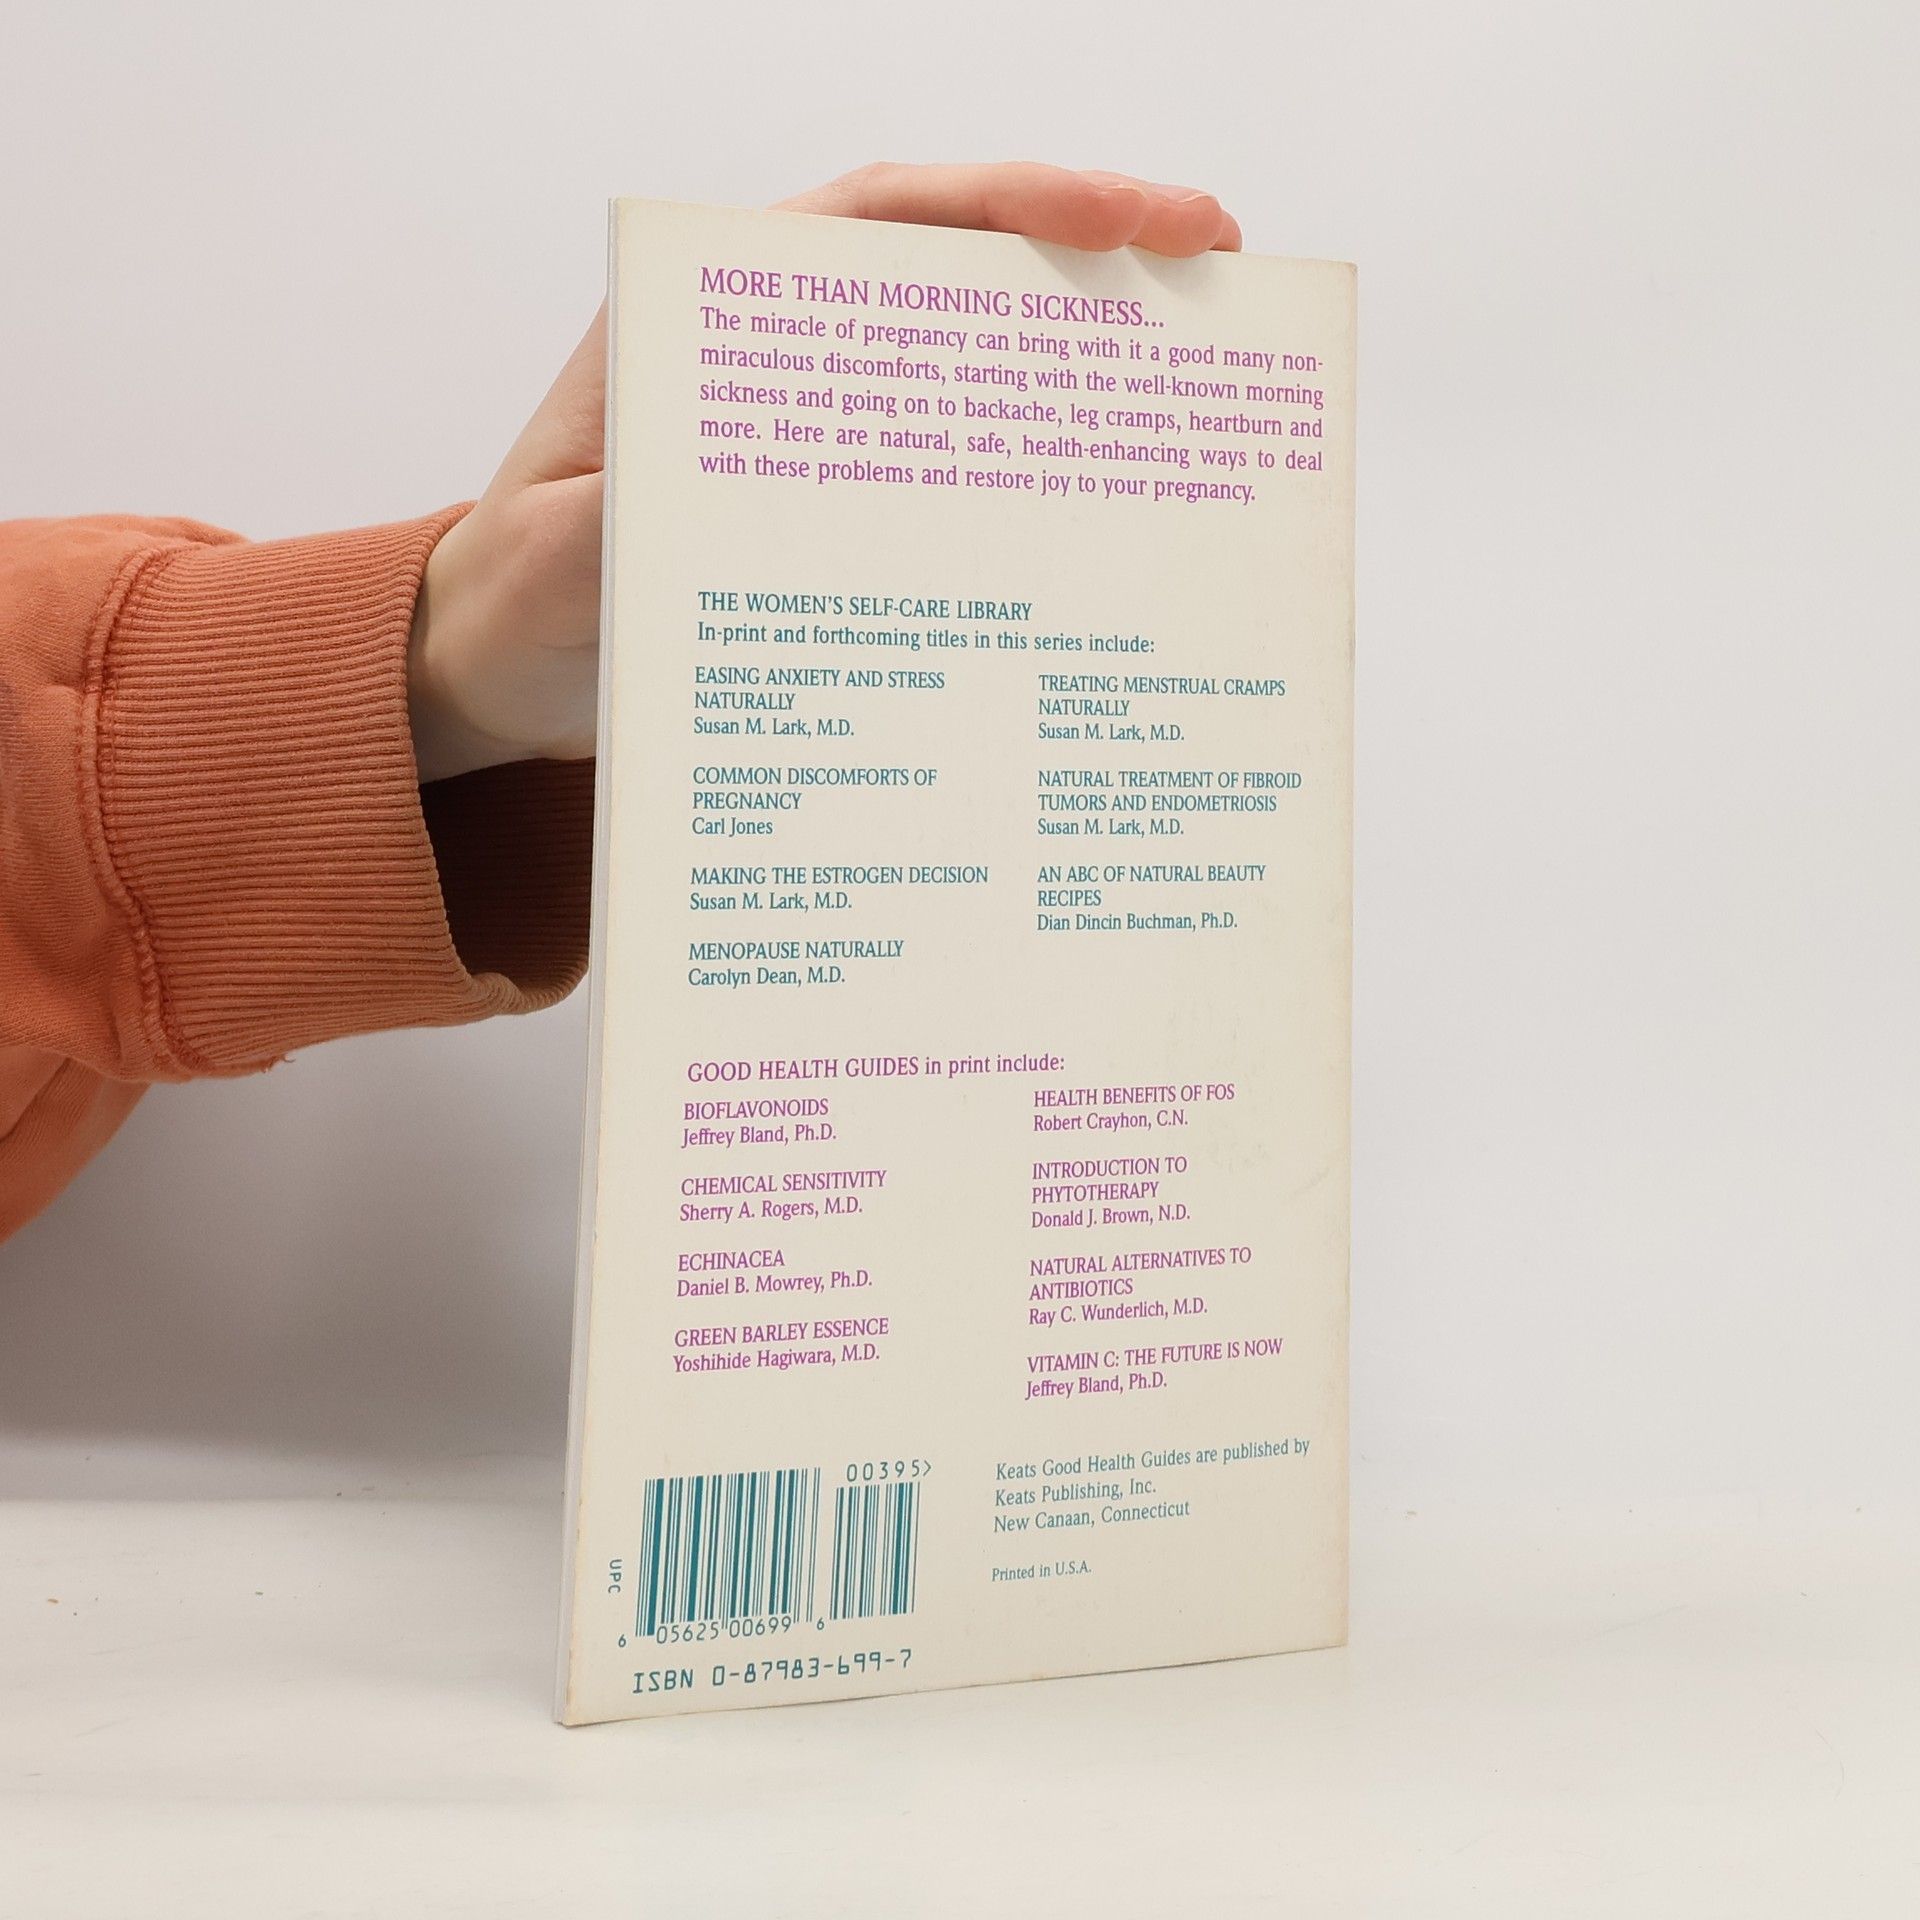 MORE THAN MORNING SICKNESS...
The miracle of pregnancy can bring with it a good many non-
miraculous discomforts, starting with the well-known morning
sickness and going on to backache, leg cramps, heartburn and
more. Here are natural, safe, health-enhancing ways to deal
with these problems and restore joy to your pregnancy.
THE WOMEN'S SELF-CARE LIBRARY
In-print and forthcoming titles in this series include:
EASING ANXIETY AND STRESS
NATURALLY
Susan M. Lark, M.D.
COMMON DISCOMFORTS OF
PREGNANCY
Carl Jones
MAKING THE ESTROGEN DECISION
Susan M. Lark, M.D.
MENOPAUSE NATURALLY
Carolyn Dean, M.D.
TREATING MENSTRUAL CRAMPS
NATURALLY
Susan M. Lark, M.D.
NATURAL TREATMENT OF FIBROID
TUMORS AND ENDOMETRIOSIS
Susan M. Lark, M.D.
AN ABC OF NATURAL BEAUTY
RECIPES
Dian Dincin Buchman, Ph.D.
GOOD HEALTH GUIDES in print include:
BIOFLAVONOIDS
Jeffrey Bland, Ph.D.
CHEMICAL SENSITIVITY
Sherry A. Rogers, M.D.
ECHINACEA
Daniel B. Mowrey, Ph.D.
GREEN BARLEY ESSENCE
Yoshihide Hagiwara, M.D.
HEALTH BENEFITS OF FOS
Robert Crayhon, C.N.
INTRODUCTION TO
PHYTOTHERAPY
Donald J. Brown, N.D.
NATURAL ALTERNATIVES TO
ANTIBIOTICS
Ray C. Wunderlich, M.D.
VITAMIN C: THE FUTURE IS NOW
Jeffrey Bland, Ph.D.
00395>
UPC
6 05625 00699 6
ISBN 0-87983-699-7
Keats Good Health Guides are published by
Keats Publishing, Inc.
New Canaan, Connecticut
Printed in U.S.A.